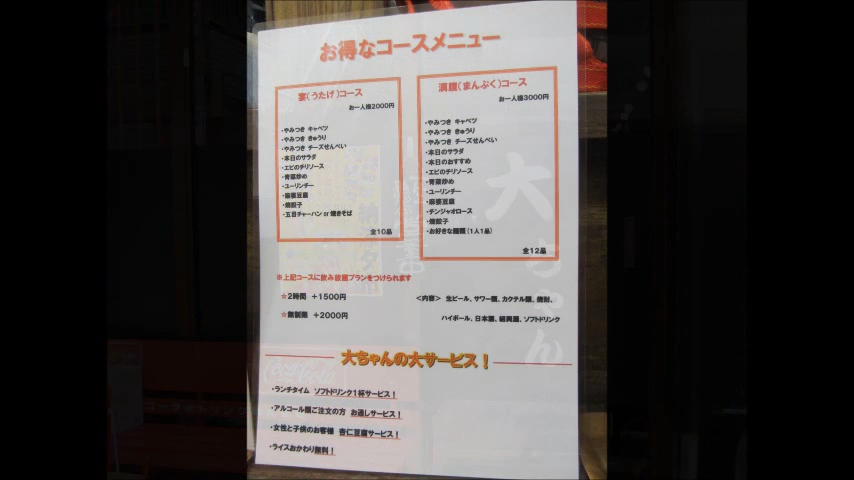 お得なコースメニュー
宴(うたげ)コース
お一人様2000円
・やみつき キャベツ
・やみつき きゅうり
・やみつき チーズせんべい
・本日のサラダ
・エビのチリソース
・青菜炒め
・ユーリンチー
・麻婆豆腐
・焼餃子
・五目チャーハン or 焼きそば
全10品
満腹(まんぷく)コース
お一人様3000円
・やみつき キャベツ
・やみつき きゅうり
・やみつき チーズせんべい
・本日のサラダ
・本日のおすすめ
・エビのチリソース
・青菜炒め
・ユーリンチー
・麻婆豆腐
・チンジャオロース
・焼餃子
・お好きな麺類(1人1品)
全12品
※上記コースに飲み放題プランをつけられます
☆2時間 +1500円
☆無制限 +2000円
<内容> 生ビール、サワー類、カクテル類、焼酎、
ハイボール、日本酒、紹興酒、ソフトドリンク
大ちゃんの大サービス!
・ランチタイム ソフトドリンク1杯サービス!
・アルコール類ご注文の方 お通しサービス!
・女性と子供のお客様 杏仁豆腐サービス!
・ライスおかわり無料!
大ちゃん